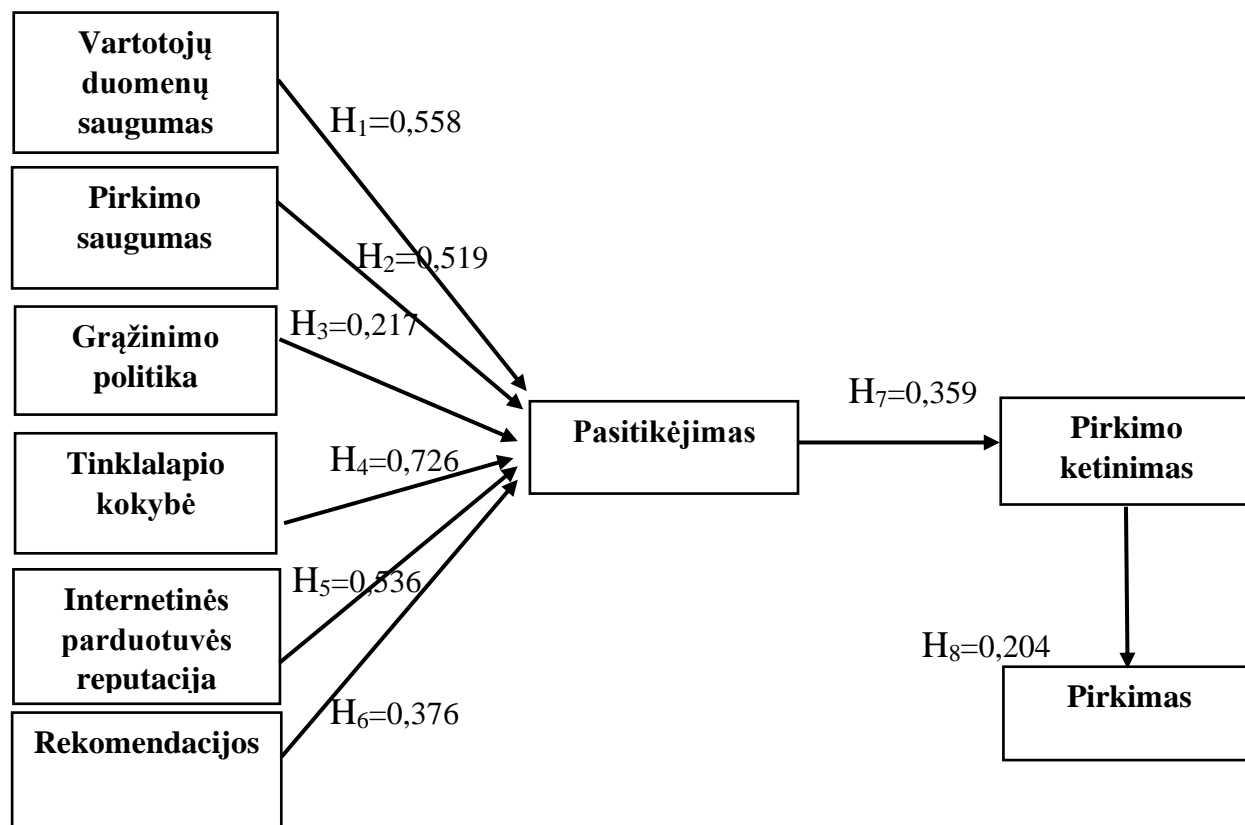 Vartotojų
duomenų
saugumas
H₁=0,558
Pirkimo
saugumas
H₂=0,519
Grąžinimo
politika
H₃=0,217
Tinklalapio
kokybė
H₄=0,726
Internetinės
parduotuvės
reputacija
H₅=0,536
Rekomendacijos
H₆=0,376
Pasitikėjimas
H₇=0,359
Pirkimo
ketinimas
H₈=0,204
Pirkimas